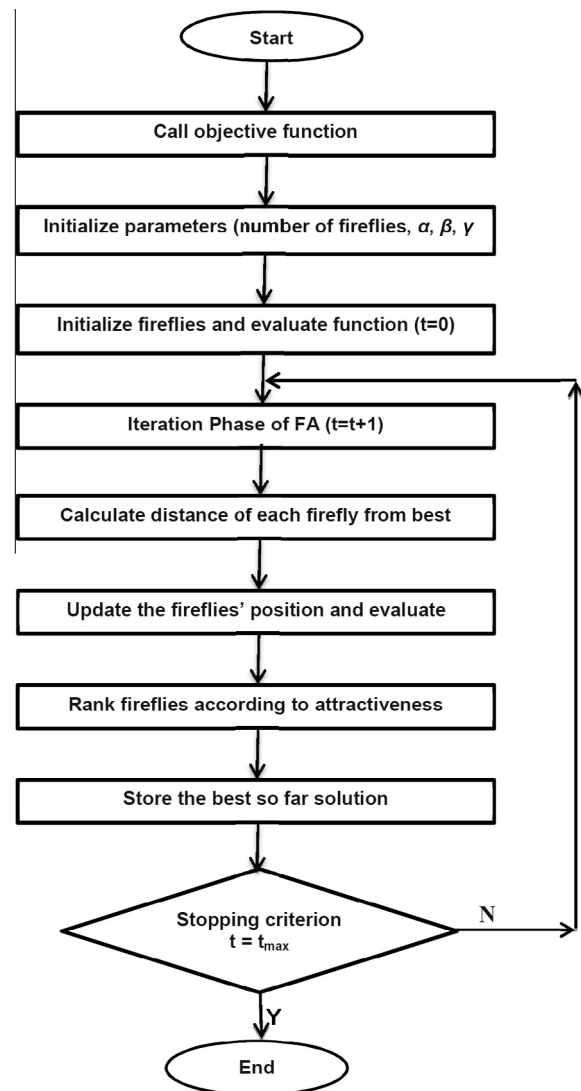 Start
Call objective function
Initialize parameters (number of fireflies, α, β, γ
Initialize fireflies and evaluate function (t=0)
Iteration Phase of FA (t=t+1)
Calculate distance of each firefly from best
Update the fireflies’ position and evaluate
Rank fireflies according to attractiveness
Store the best so far solution
Stopping criterion
t = tmax
N
Y
End